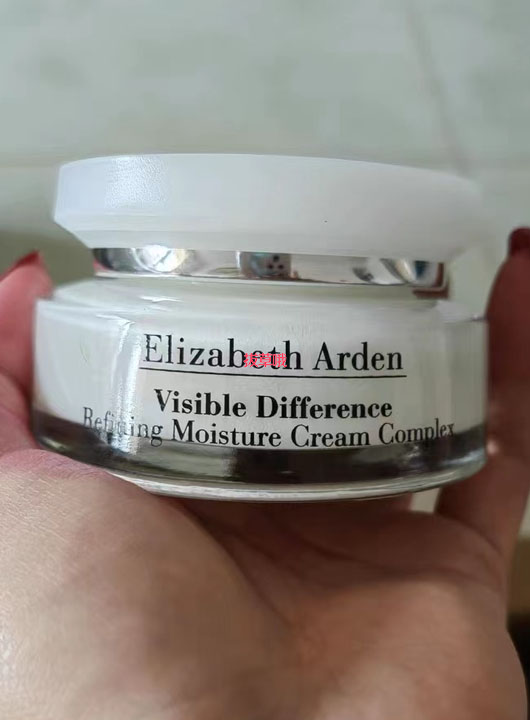 Elizabeth Arden
Visible Difference
Refining Moisture Cream Complex